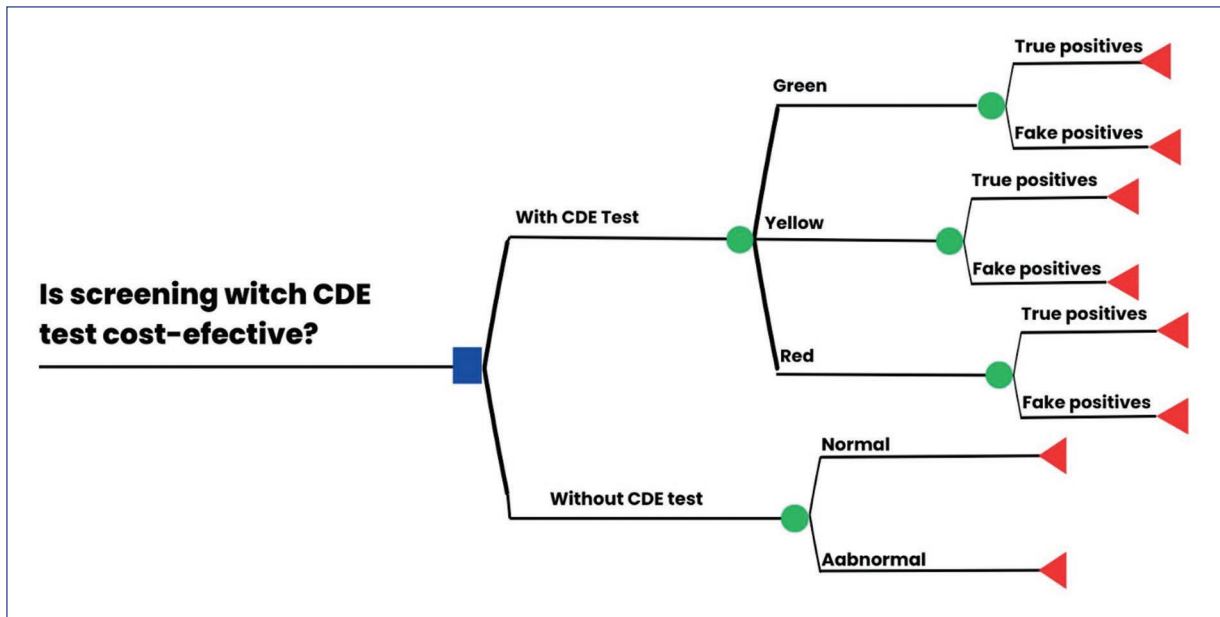 True positives
Green
Fake positives
True positives
With CDE Test
Yellow
Fake positives
Is screening witch CDE
test cost-efective?
True positives
Red
Fake positives
Normal
Without CDE test
Aabnormal